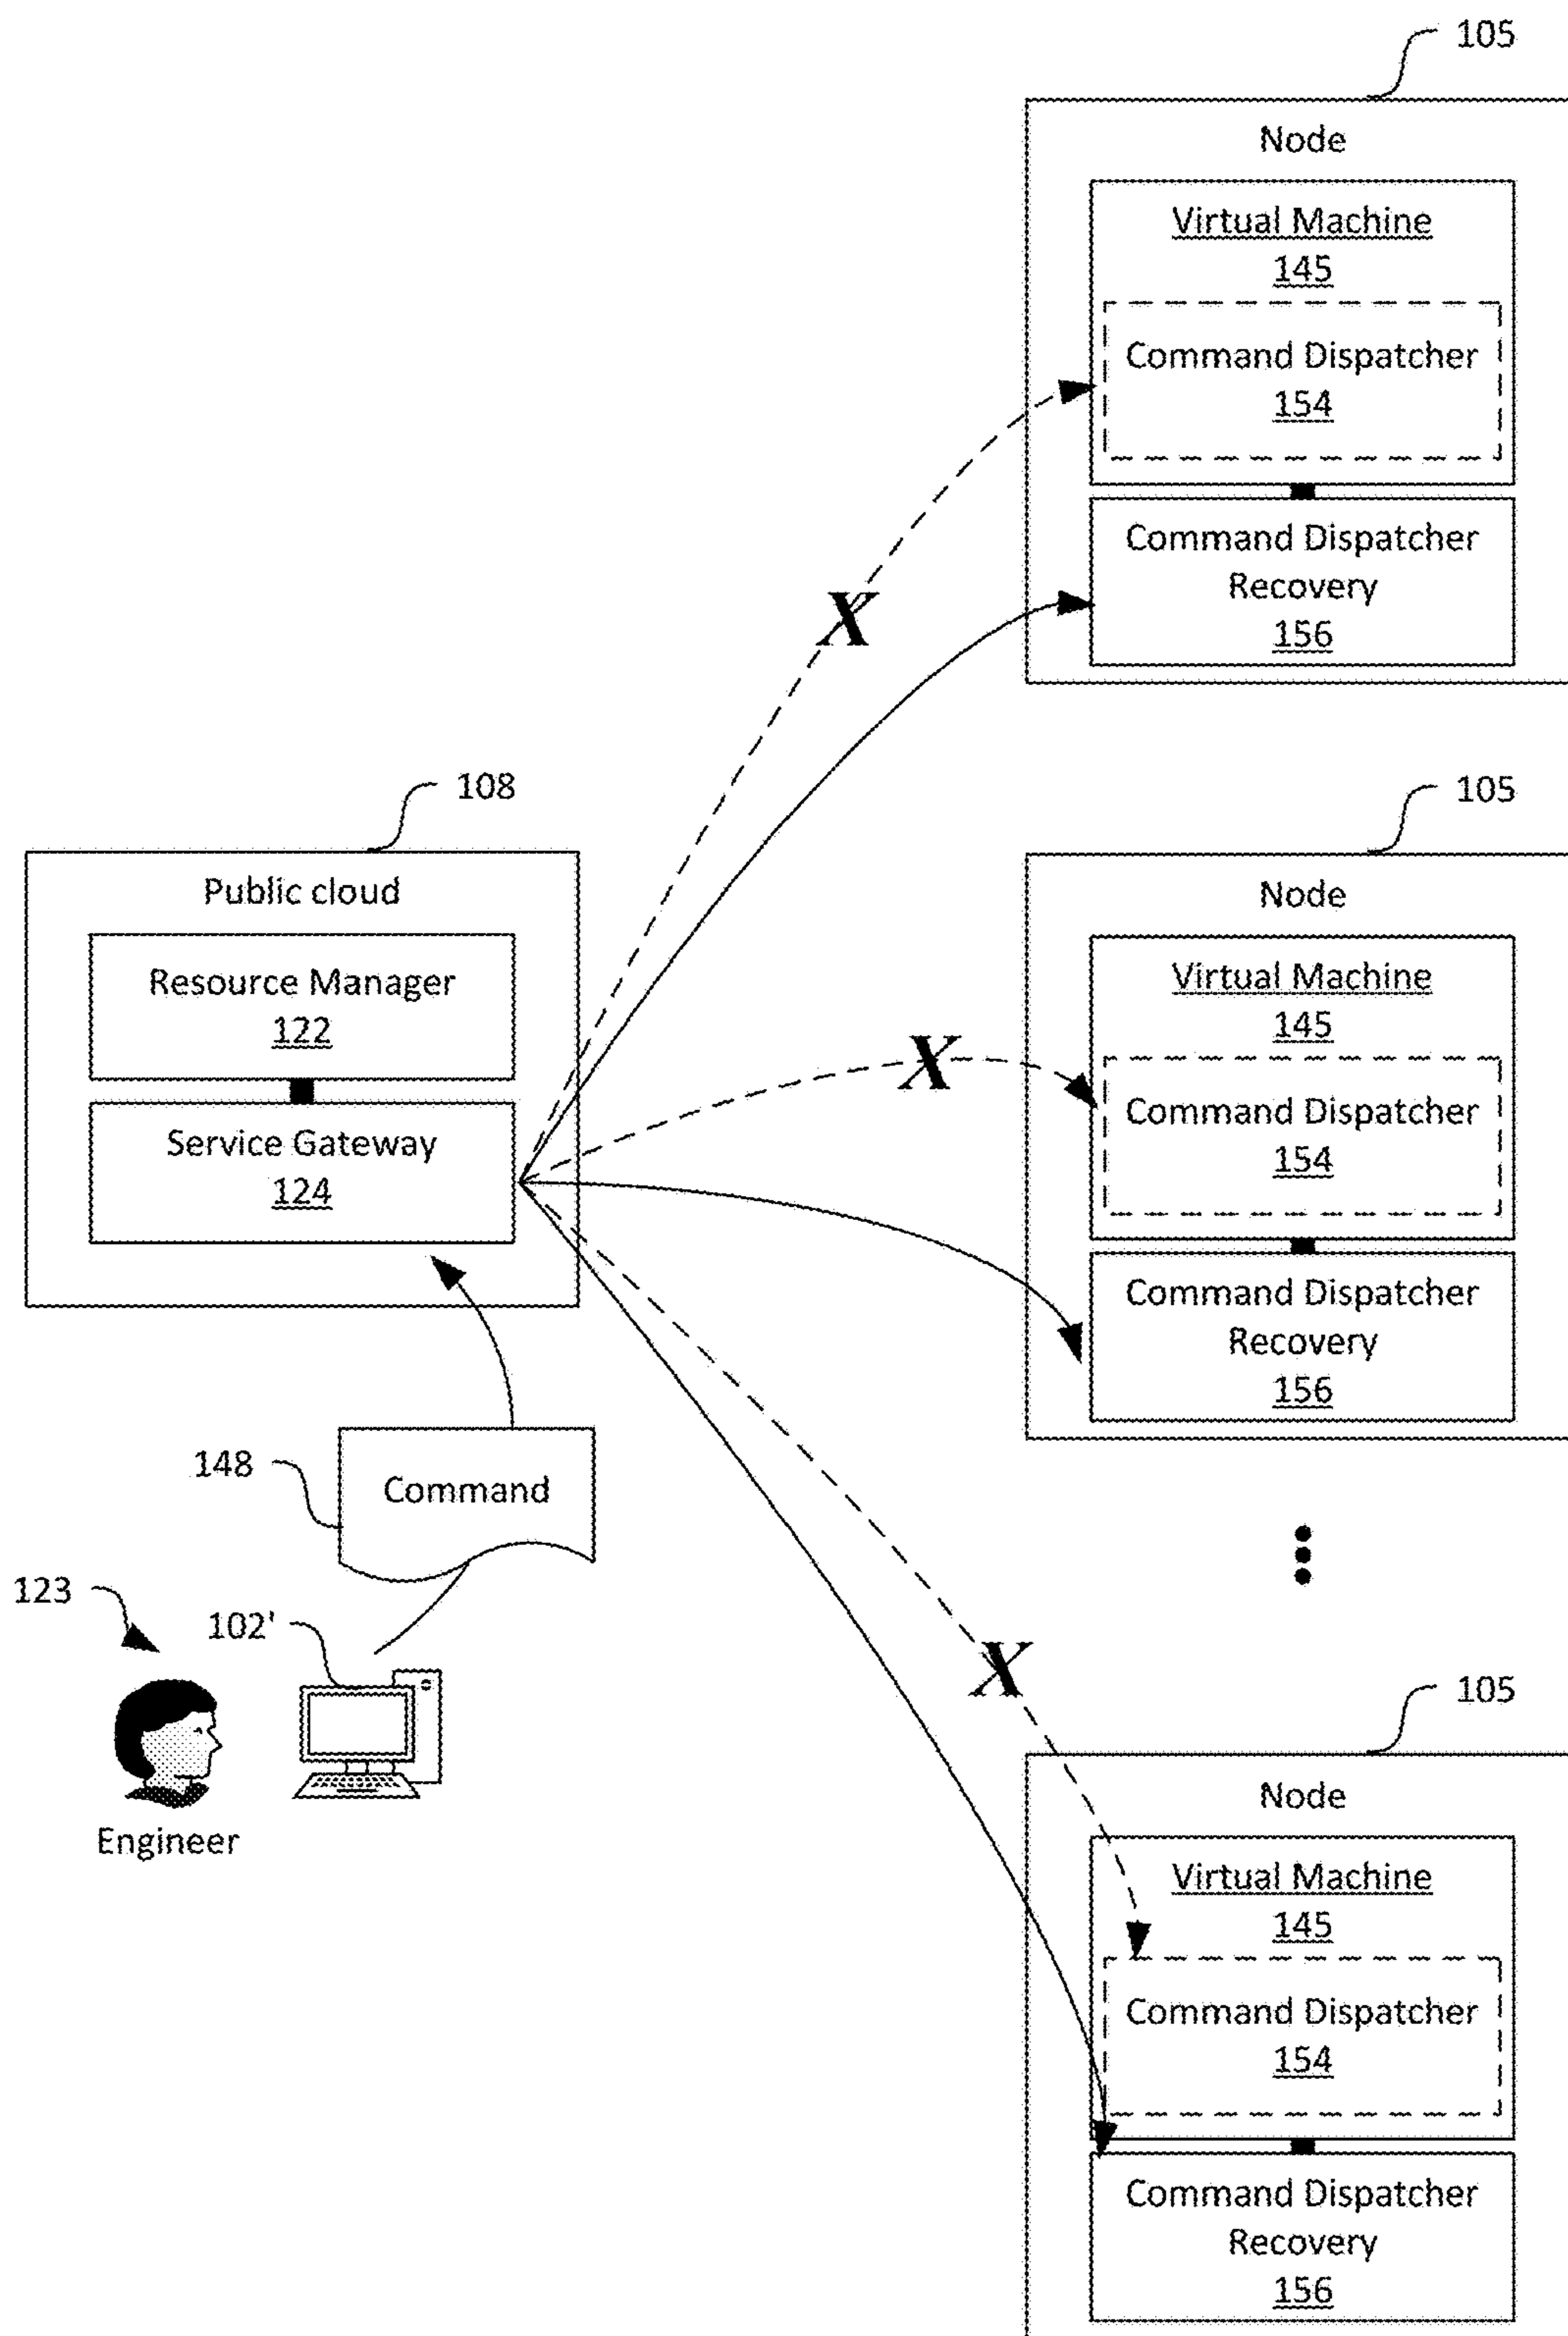 105
Node
Virtual Machine
145
Command Dispatcher
154
Command Dispatcher
Recovery
156
X
108
Public cloud
Resource Manager
122
Service Gateway
124
105
Node
Virtual Machine
145
Command Dispatcher
154
Command Dispatcher
Recovery
156
X
148
Command
123
102'
Engineer
X
105
Node
Virtual Machine
145
Command Dispatcher
154
Command Dispatcher
Recovery
156